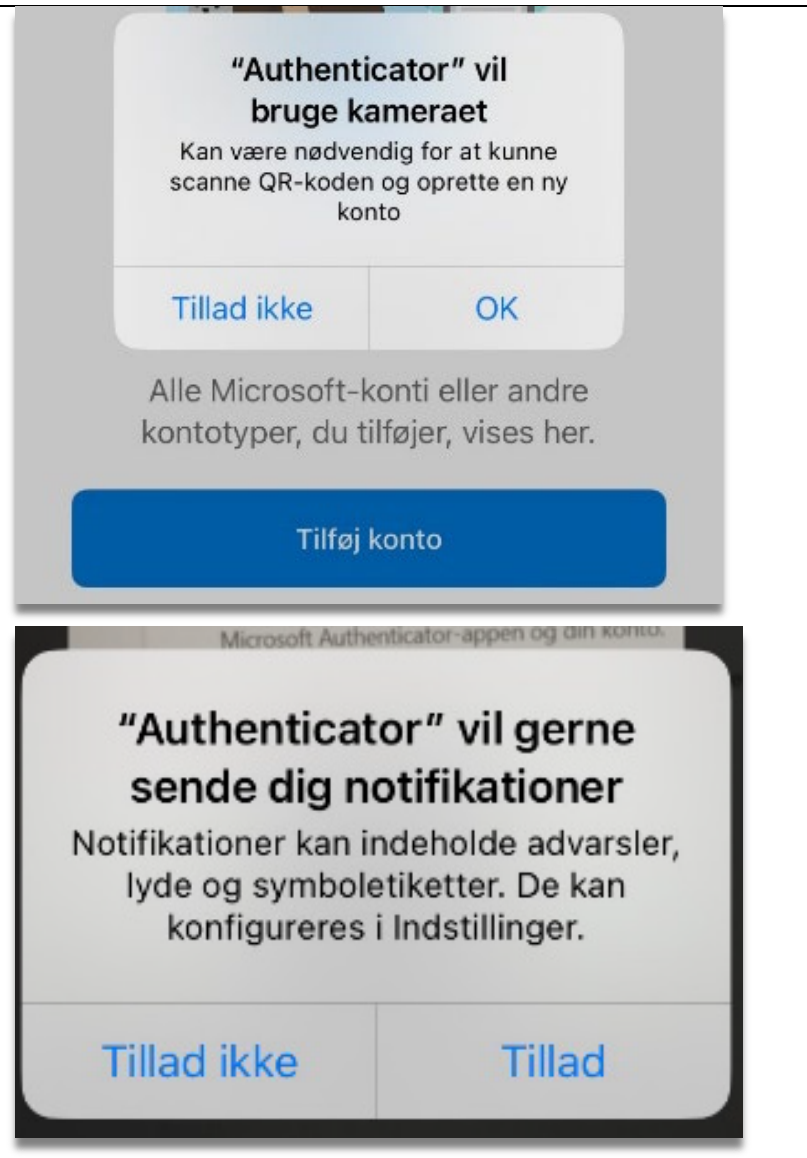 “Authenticator” vil
bruge kameraet
Kan være nødvendig for at kunne
scanne QR-koden og oprette en ny
konto
Tillad ikke
OK
Alle Microsoft-konti eller andre
kontotyper, du tilføjer, vises her.
Tilføj konto
Microsoft Authenticator-appen og din konto.
“Authenticator” vil gerne
sende dig notifikationer
Notifikationer kan indeholde advarsler,
lyde og symboletiketter. De kan
konfigureres i Indstillinger.
Tillad ikke
Tillad